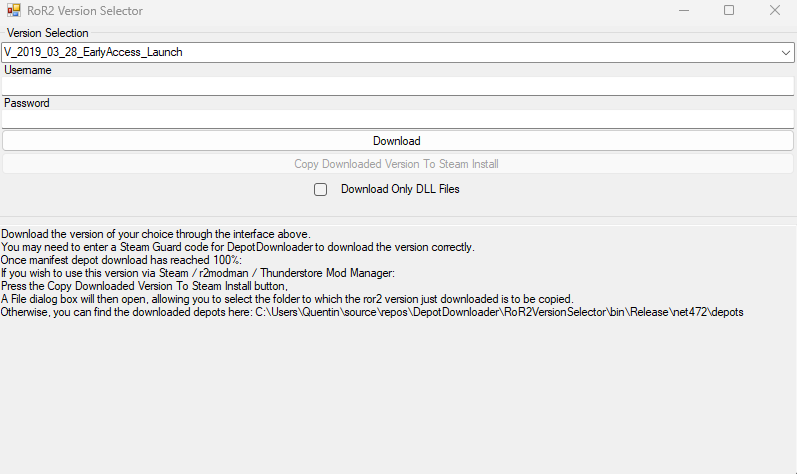 RoR2 Version Selector
Version Selection
V_2019_03_28_EarlyAccess_Launch
Username
Password
Download
Copy Downloaded Version To Steam Install
Download Only DLL Files
Download the version of your choice through the interface above.
You may need to enter a Steam Guard code for DepotDownloader to download the version correctly.
Once manifest depot download has reached 100%:
If you wish to use this version via Steam / r2modman / Thunderstore Mod Manager:
Press the Copy Downloaded Version To Steam Install button,
A File dialog box will then open, allowing you to select the folder to which the ror2 version just downloaded is to be copied.
Otherwise, you can find the downloaded depots here: C:\Users\Quentin\source\repos\DepotDownloader\RoR2VersionSelector\bin\Release\net472\depots